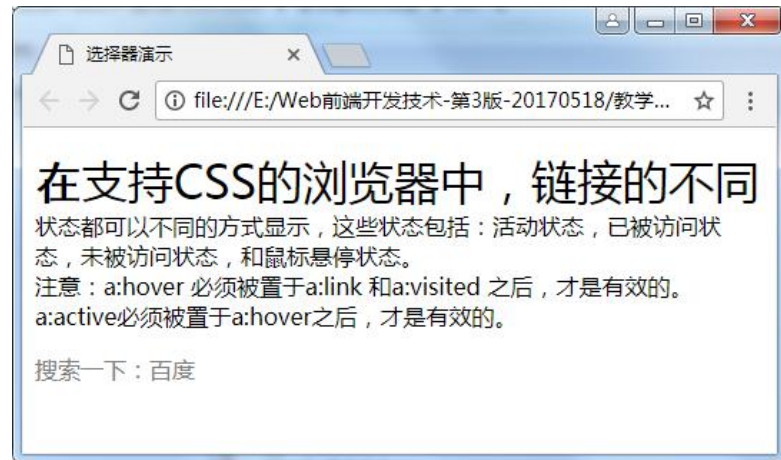 选择器演示
file:///E:/Web前端开发技术-第3版-20170518/教学...
在支持CSS的浏览器中，链接的不同
状态都可以不同的方式显示，这些状态包括：活动状态，已被访问状
态，未被访问状态，和鼠标悬停状态。
注意：a:hover 必须被置于a:link 和a:visited 之后，才是有效的。
a:active必须被置于a:hover之后，才是有效的。
搜索一下：百度